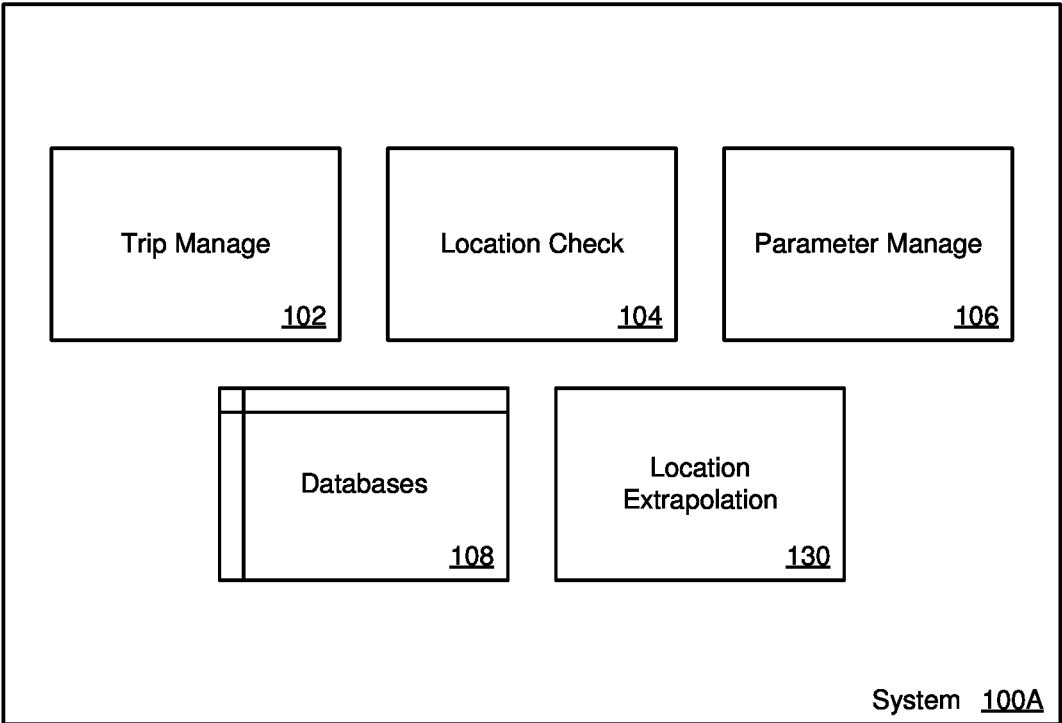 Trip Manage
102
Location Check
104
Parameter Manage
106
Databases
108
Location
Extrapolation
130
System 100A